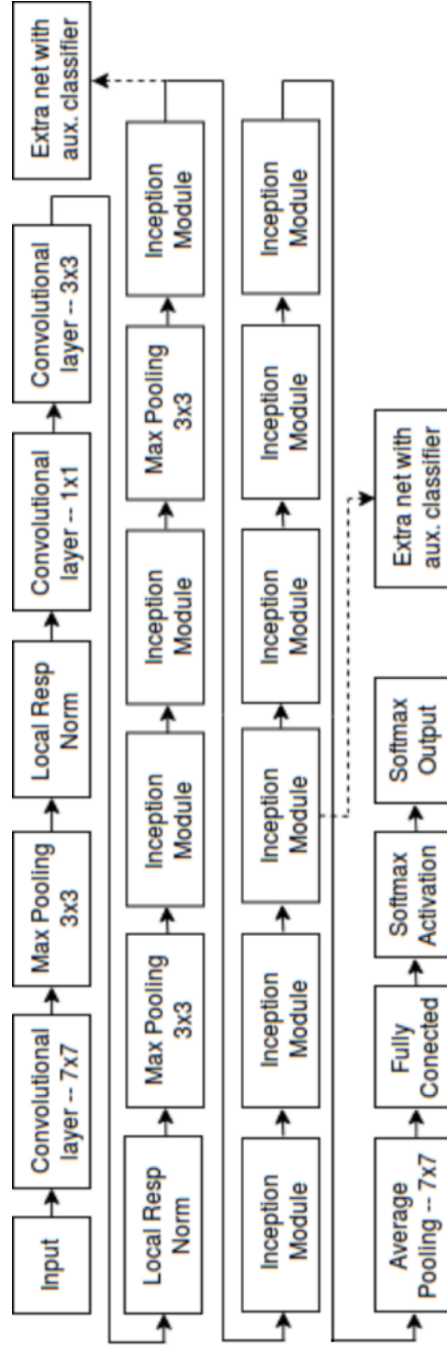 Input
Convolutional
layer -- 7x7
Max Pooling
3x3
Local Resp
Norm
Convolutional
layer -- 1x1
Convolutional
layer -- 3x3
Extra net with
aux. classifier
Local Resp
Norm
Max Pooling
3x3
Inception
Module
Inception
Module
Max Pooling
3x3
Inception
Module
Inception
Module
Inception
Module
Inception
Module
Inception
Module
Inception
Module
Inception
Module
Average
Pooling -- 7x7
Fully
Conected
Softmax
Activation
Softmax
Output
Extra net with
aux. classifier